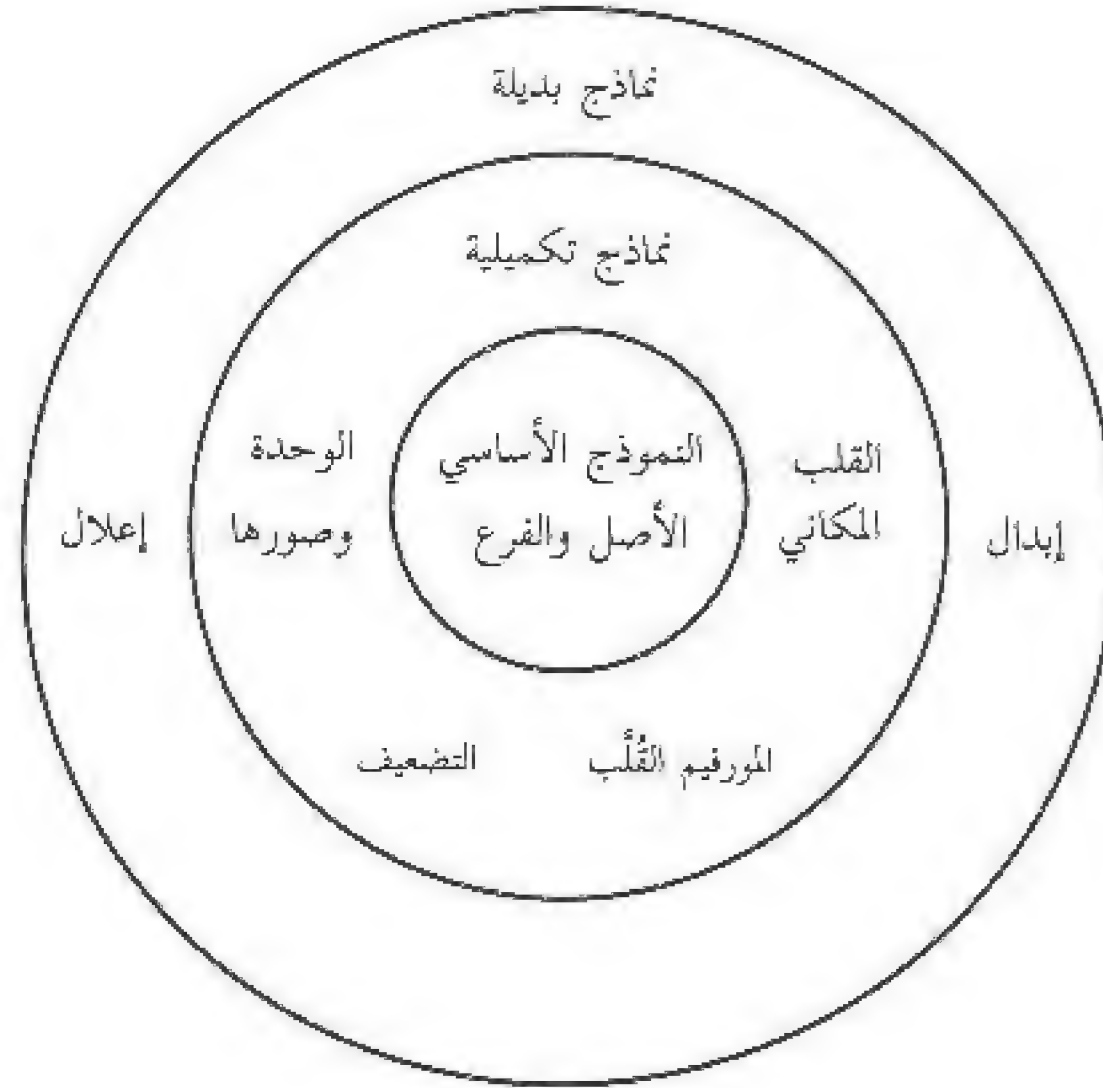 نماذج بديلة
نماذج تكميلية
القلب
المكاني
النموذج الأساسي
الأصل والفرع
الوحدة
وصورها
إبدال
إعلال
المورفيم القُلَّب
التضعيف